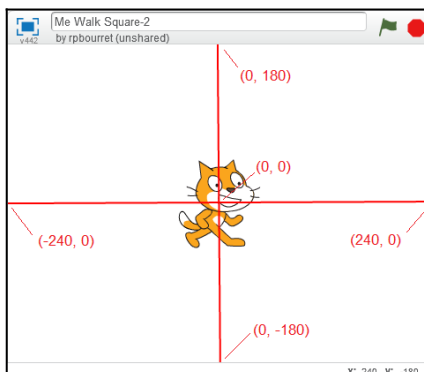 Me Walk Square-2
v442
by rpbourret (unshared)
(0, 180)
(0, 0)
(-240, 0)
(240, 0)
(0, -180)